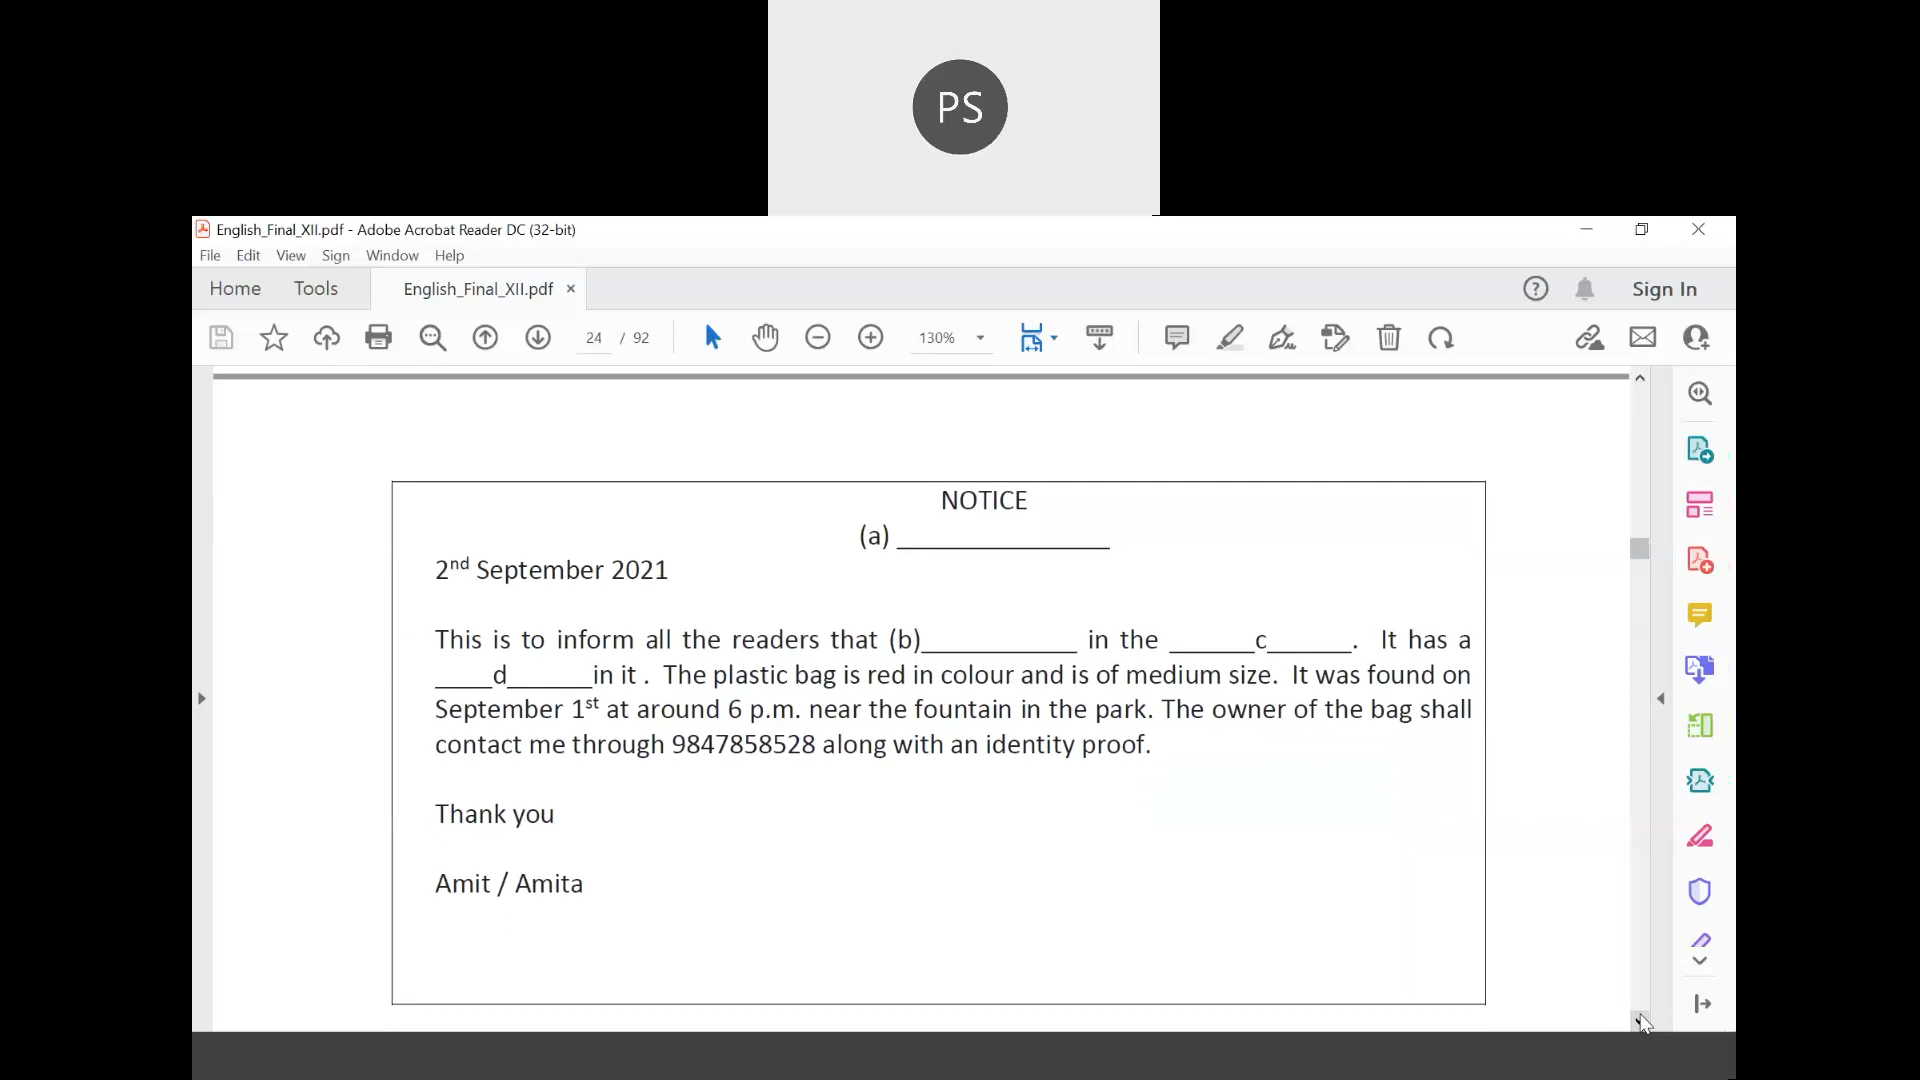 PS
English_Final_XII.pdf - Adobe Acrobat Reader DC (32-bit)
File Edit View Window Help
Home Tools English_Final_XII.pdf × Sign In
24 / 92 130%
NOTICE
(a) _______________
2nd September 2021
This is to inform all the readers that (b)___________ in the ______c______. It has a
____d______in it . The plastic bag is red in colour and is of medium size. It was found on
September 1st at around 6 p.m. near the fountain in the park. The owner of the bag shall
contact me through 9847858528 along with an identity proof.
Thank you
Amit / Amita